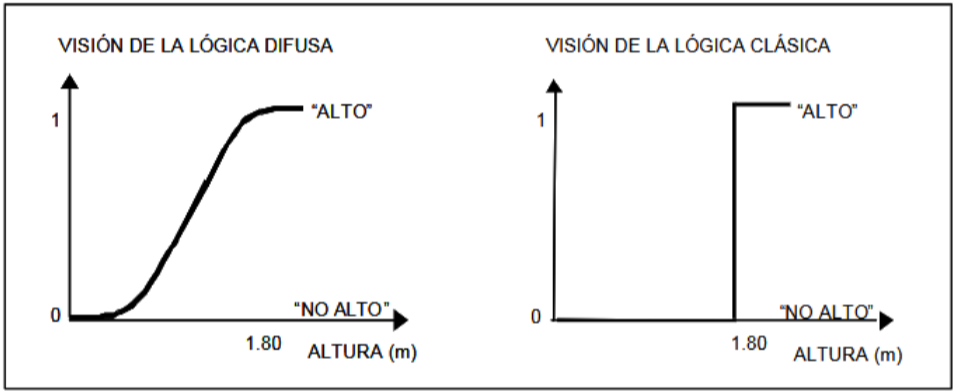 VISIÓN DE LA LÓGICA DIFUSA
1
"ALTO"
0
"NO ALTO"
1.80
ALTURA (m)
VISIÓN DE LA LÓGICA CLÁSICA
1
"ALTO"
0
"NO ALTO"
1.80
ALTURA (m)